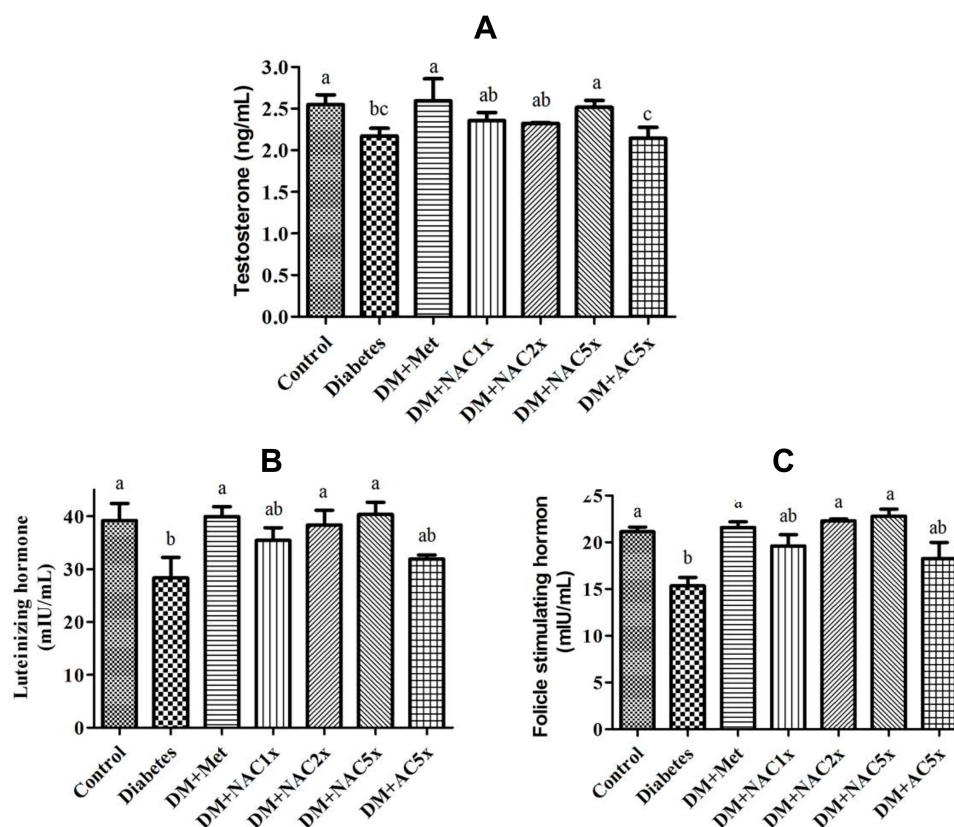 A
Testosterone (ng/mL)
3.0
2.5
2.0
1.5
1.0
0.5
0.0
a
bc
a
ab
ab
a
c
Control
Diabetes
DM+Met
DM+NAC1x
DM+NAC2x
DM+NAC5x
DM+AC5x
B
Luteinizing hormone
(mIU/mL)
40
30
20
10
0
a
b
a
ab
a
a
ab
Control
Diabetes
DM+Met
DM+NAC1x
DM+NAC2x
DM+NAC5x
DM+AC5x
C
Folicle stimulating hormon
(mIU/mL)
25
20
15
10
5
0
a
b
a
ab
a
a
ab
Control
Diabetes
DM+Met
DM+NAC1x
DM+NAC2x
DM+NAC5x
DM+AC5x